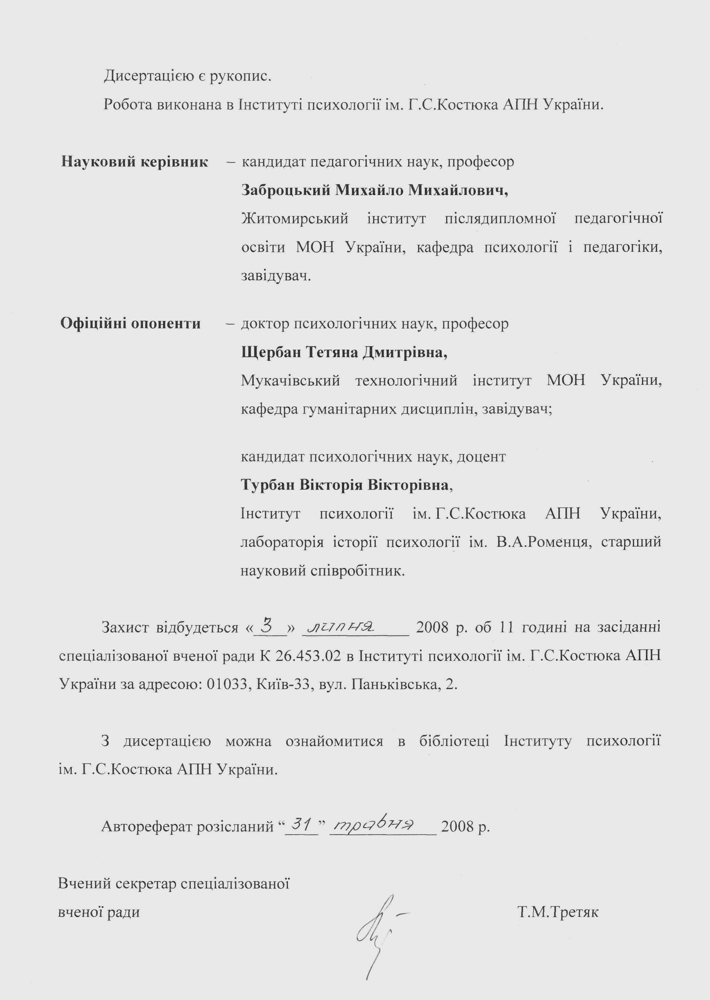 Дисертацією є рукопис.
Робота виконана в Інституті психології ім. Г.С.Костюка АПН України.
Науковий керівник – кандидат педагогічних наук, професор
Заброцький Михайло Михайлович,
Житомирський інститут післядипломної педагогічної
освіти МОН України, кафедра психології і педагогіки,
завідувач.
Офіційні опоненти – доктор психологічних наук, професор
Щербан Тетяна Дмитрівна,
Мукачівський технологічний інститут МОН України,
кафедра гуманітарних дисциплін, завідувач;
кандидат психологічних наук, доцент
Турбан Вікторія Вікторівна,
Інститут психології ім. Г.С.Костюка АПН України,
лабораторія історії психології ім. В.А.Роменця, старший
науковий співробітник.
Захист відбудеться «3» липня 2008 р. об 11 годині на засіданні
спеціалізованої вченої ради К 26.453.02 в Інституті психології ім. Г.С.Костюка АПН
України за адресою: 01033, Київ-33, вул. Паньківська, 2.
З дисертацією можна ознайомитися в бібліотеці Інституту психології
ім. Г.С.Костюка АПН України.
Автореферат розісланий “31” травня 2008 р.
Вчений секретар спеціалізованої
вченої ради Т.М.Третяк